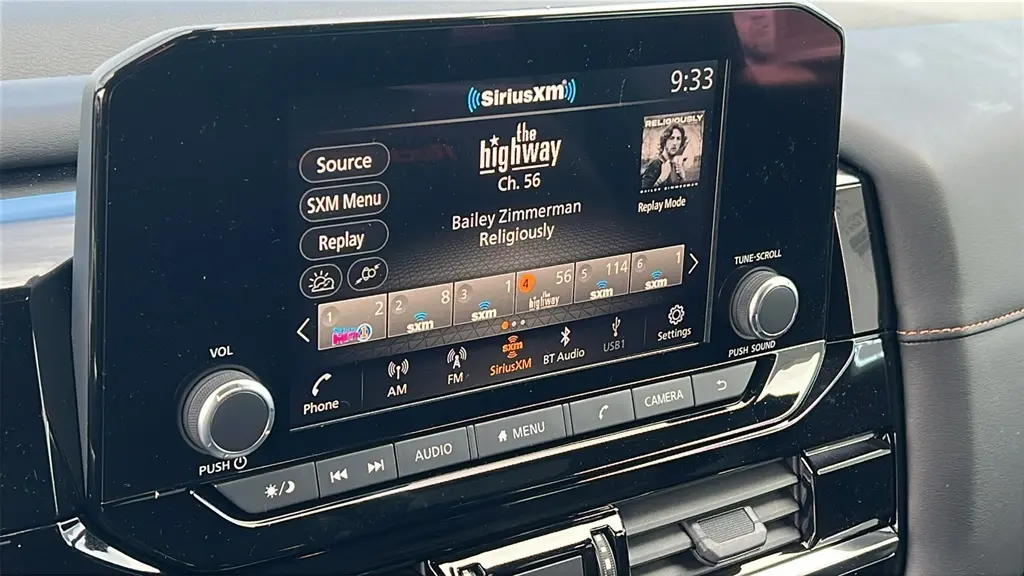 SiriusXM
9:33
the
highway
Ch. 56
RELIGIOUSLY
BAILEY ZIMMERMAN
Replay Mode
Source
SXM Menu
Replay
Bailey Zimmerman
Religiously
1 2
2 8
sxm
3 1
sxm
4 56
the
highway
5 114
sxm
6 1
sxm
Phone
AM
FM
sxm
SiriusXM
BT Audio
USB1
Settings
VOL
PUSH
TUNE·SCROLL
PUSH SOUND
AUDIO
MENU
CAMERA